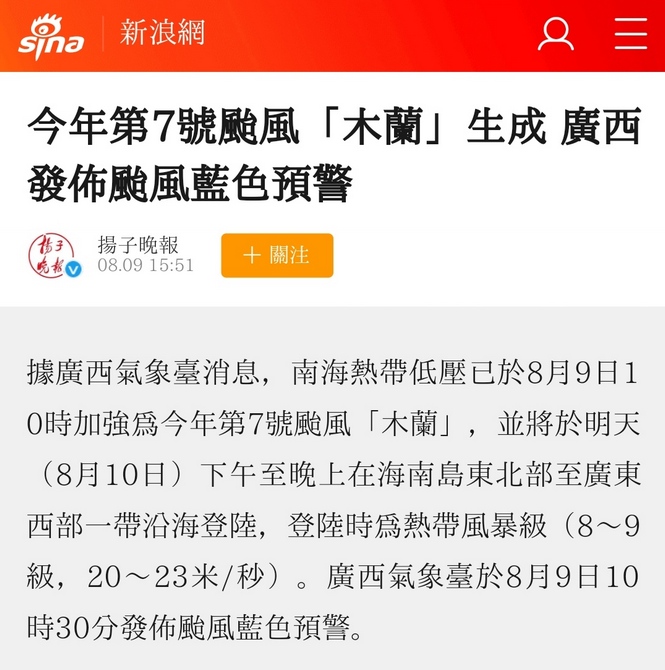 sina 新浪網
今年第7號颱風「木蘭」生成 廣西
發佈颱風藍色預警
揚子晚報
揚子晚報
08.09 15:51
+ 關注
據廣西氣象臺消息，南海熱帶低壓已於8月9日1
0時加強爲今年第7號颱風「木蘭」，並將於明天
（8月10日）下午至晚上在海南島東北部至廣東
西部一帶沿海登陸，登陸時爲熱帶風暴級（8～9
級，20～23米/秒）。廣西氣象臺於8月9日10
時30分發佈颱風藍色預警。